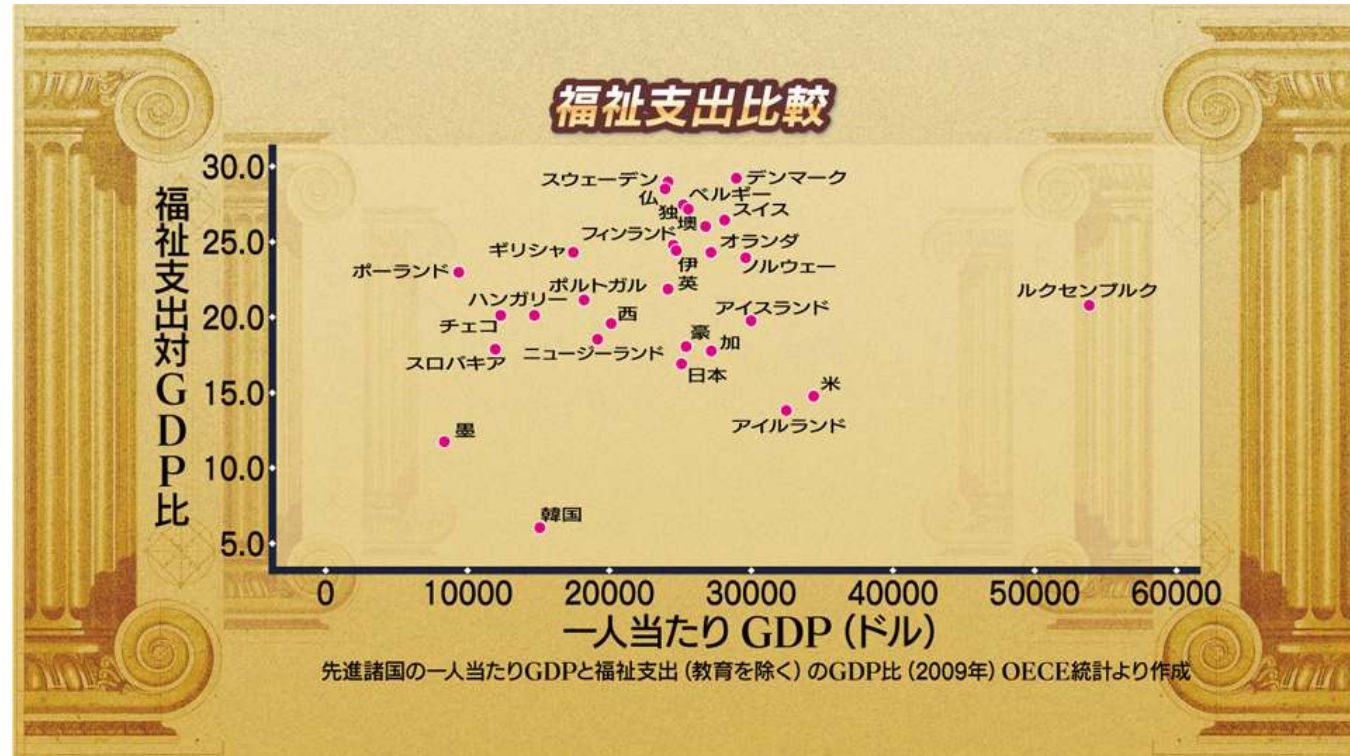 福祉支出比較
福祉支出対GDP比
30.0
25.0
20.0
15.0
10.0
5.0
スウェーデン
デンマーク
仏
ベルギー
独
スイス
墺
フィンランド
オランダ
ギリシャ
伊
ノルウェー
ポーランド
ポルトガル
英
ルクセンブルク
ハンガリー
アイスランド
チェコ
西
豪
加
ニュージーランド
スロバキア
日本
米
アイルランド
墨
韓国
0
10000
20000
30000
40000
50000
60000
一人当たり GDP（ドル）
先進諸国の一人当たりGDPと福祉支出（教育を除く）のGDP比（2009年）OECE統計より作成